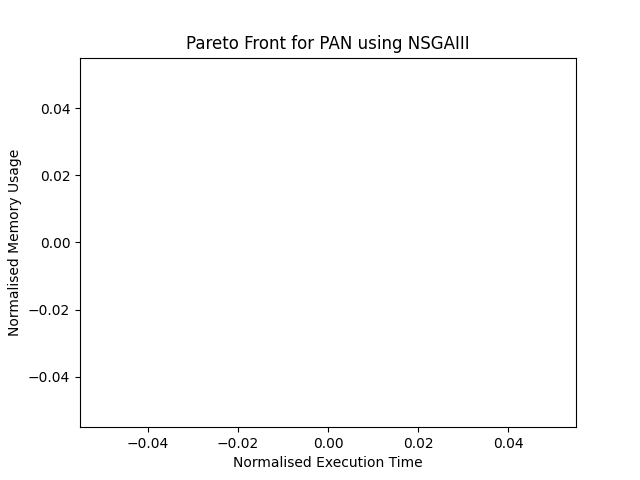 Pareto Front for PAN using NSGAIII
Normalised Memory Usage
0.04
0.02
0.00
−0.02
−0.04
−0.04 −0.02 0.00 0.02 0.04
Normalised Execution Time